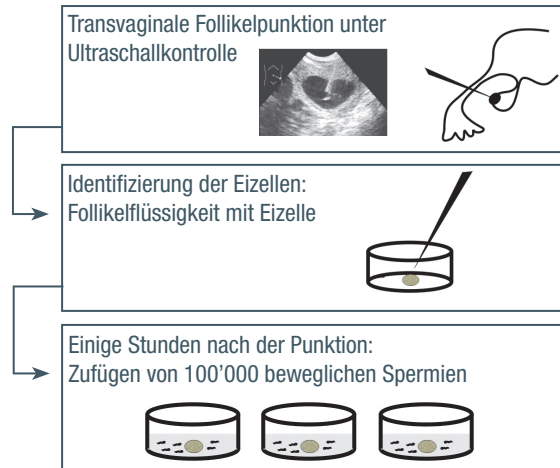 Transvaginale Follikelpunktion unter
Ultraschallkontrolle
Identifizierung der Eizellen:
Follikelflüssigkeit mit Eizelle
Einige Stunden nach der Punktion:
Zufügen von 100’000 beweglichen Spermien